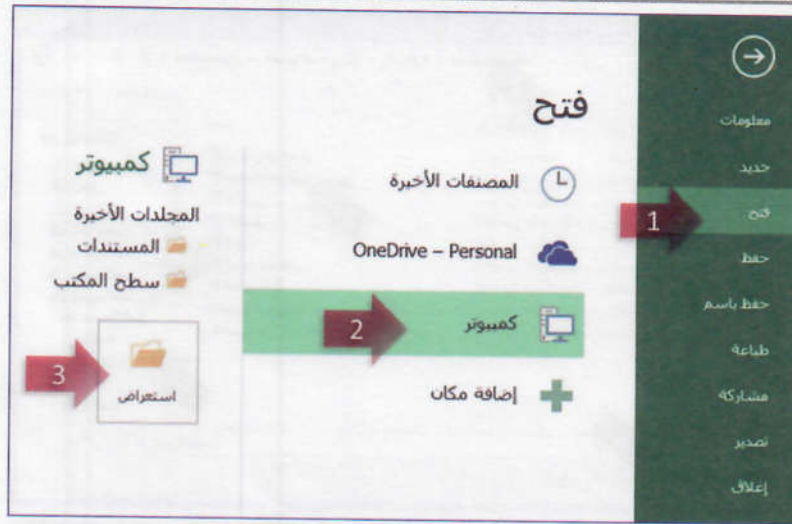 معلومات
جديد
فتح
حفظ
حفظ باسم
طباعة
مشاركة
تصدير
إغلاق
1
فتح
المصنفات الأخيرة
OneDrive – Personal
كمبيوتر
2
إضافة مكان
كمبيوتر
المجلدات الأخيرة
المستندات
سطح المكتب
استعراض
3